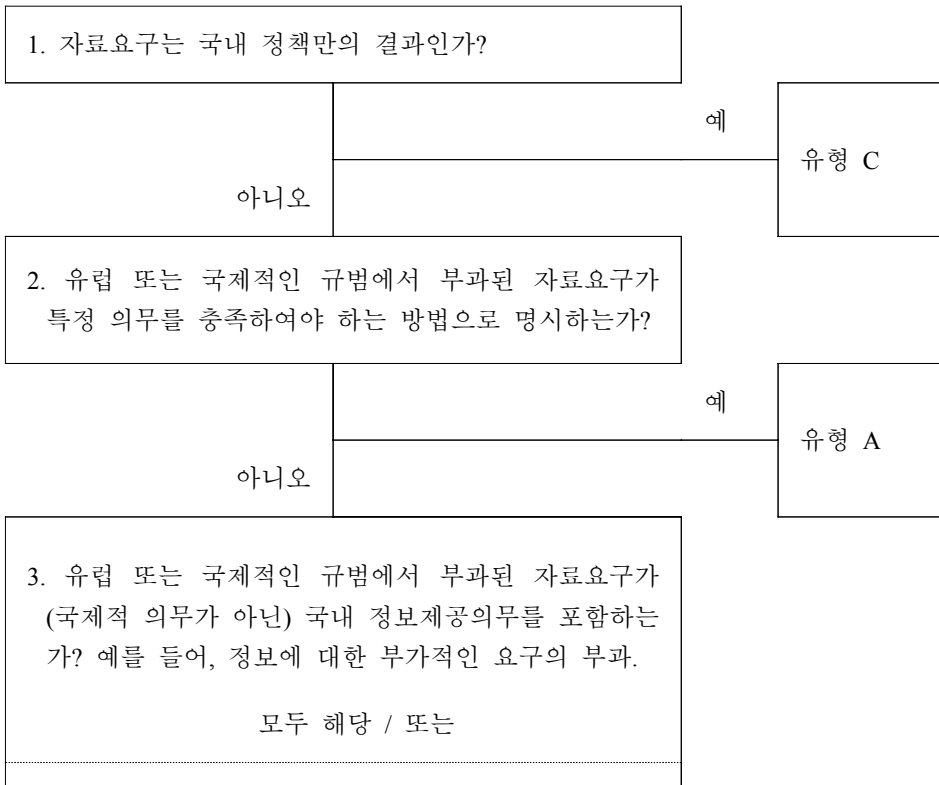 1. 자료요구는 국내 정책만의 결과인가?
예
유형 C
아니오
2. 유럽 또는 국제적인 규범에서 부과된 자료요구가
특정 의무를 충족하여야 하는 방법으로 명시하는가?
예
유형 A
아니오
3. 유럽 또는 국제적인 규범에서 부과된 자료요구가
(국제적 의무가 아닌) 국내 정보제공의무를 포함하는
가? 예를 들어, 정보에 대한 부가적인 요구의 부과.
모두 해당 / 또는